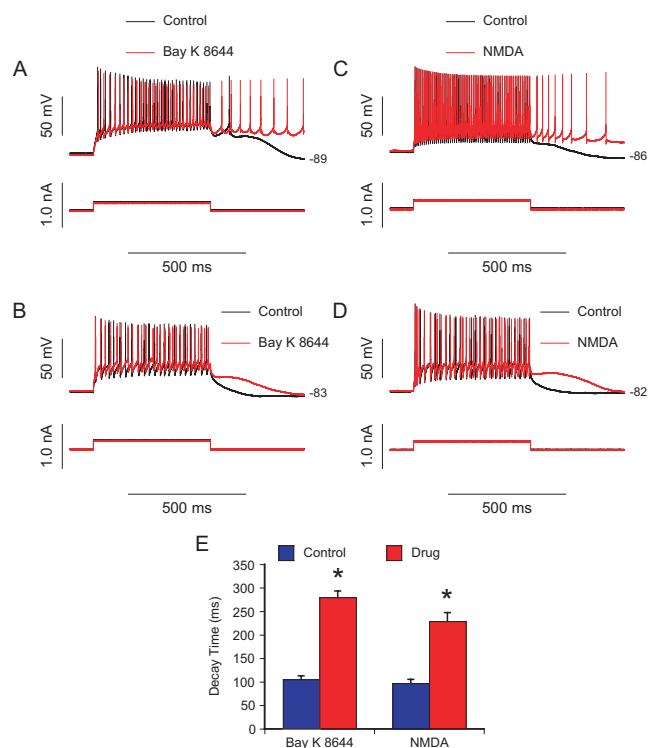 Control
Bay K 8644
A
50 mV
-89
1.0 nA
500 ms
Control
NMDA
C
50 mV
-86
1.0 nA
500 ms
B
Control
Bay K 8644
50 mV
-83
1.0 nA
500 ms
D
Control
NMDA
50 mV
-82
1.0 nA
500 ms
E
Control
Drug
Decay Time (ms)
350
300
250
200
150
100
50
0
*
*
Bay K 8644
NMDA